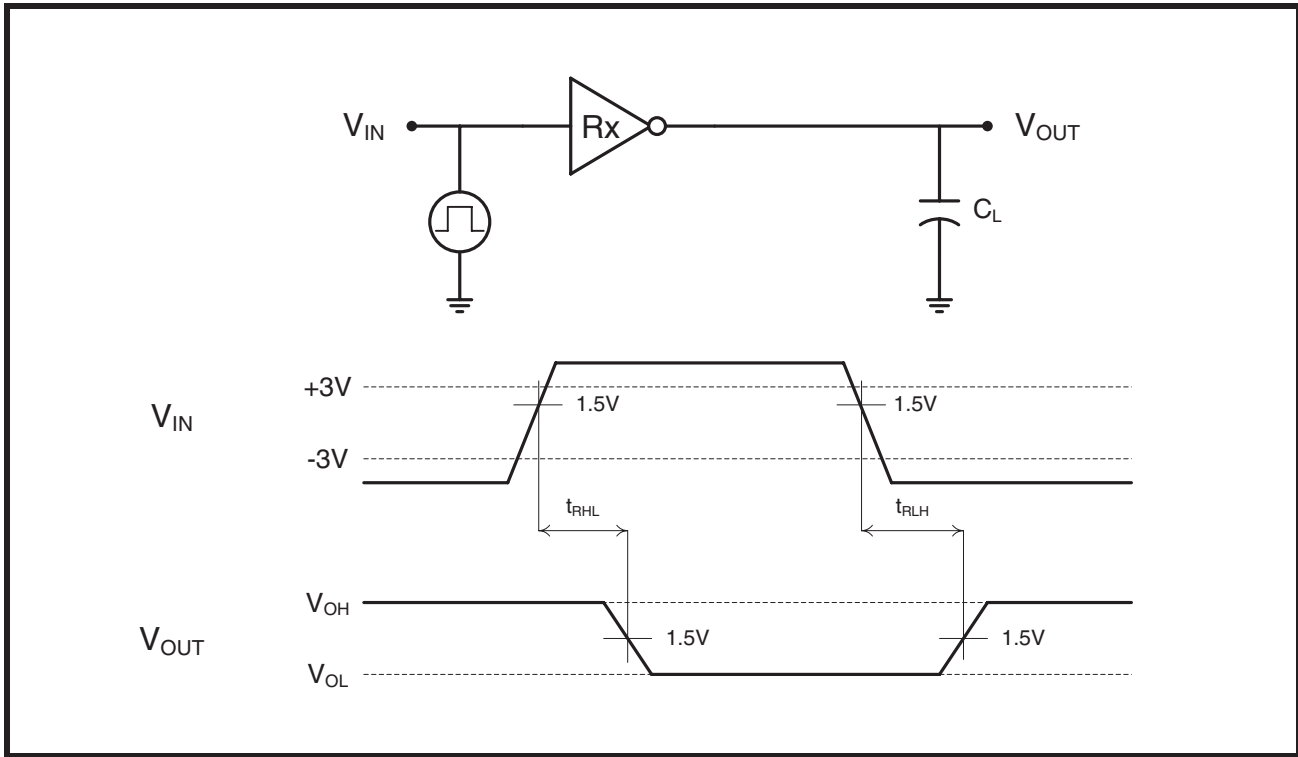 V_IN Rx V_OUT
C_L
+3V
1.5V 1.5V
V_IN
-3V
t_RHL t_RLH
V_OH
V_OUT 1.5V 1.5V
V_OL